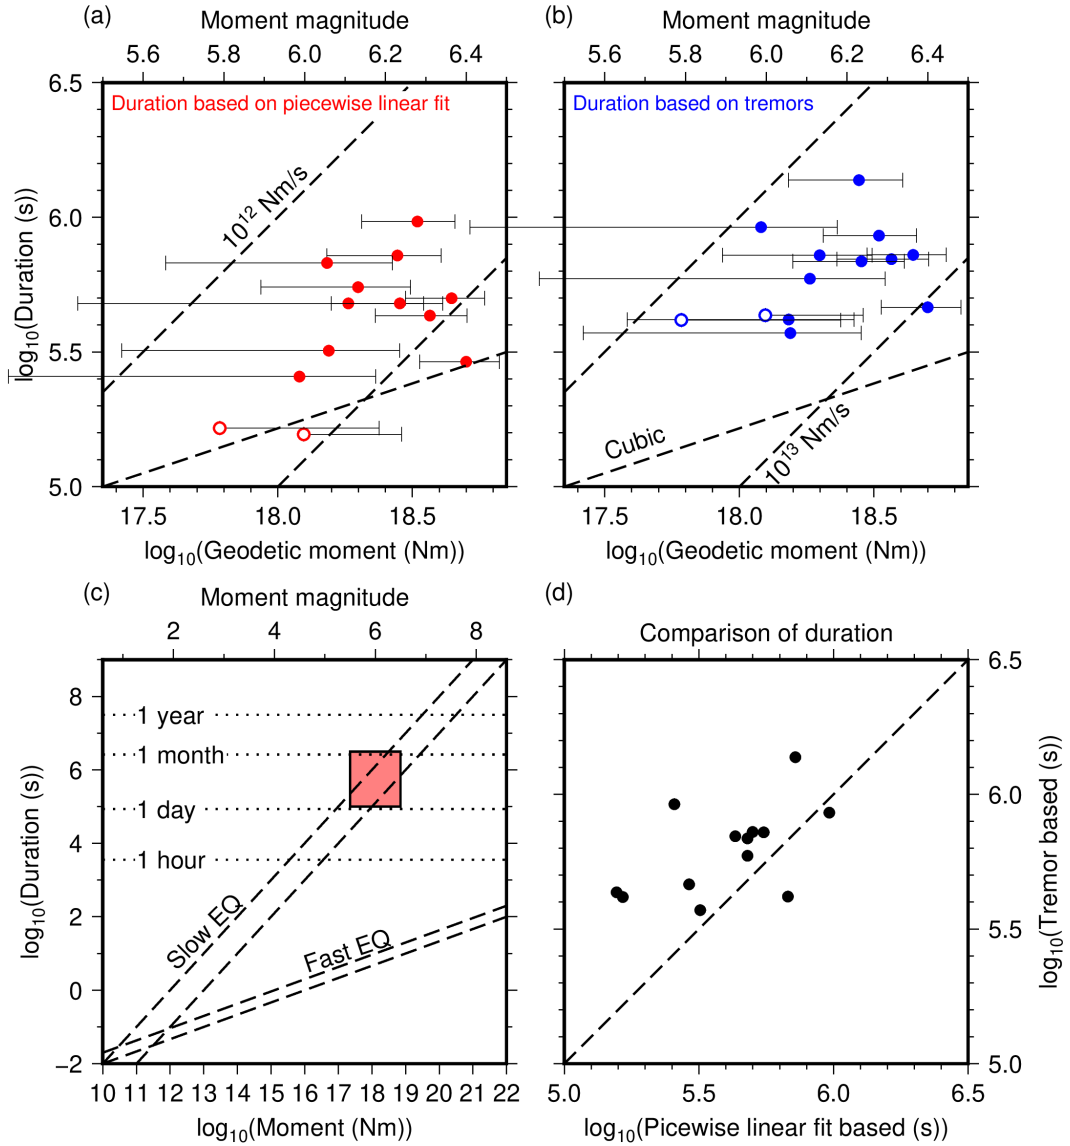 (a)
Moment magnitude
5.6 5.8 6.0 6.2 6.4
Duration based on piecewise linear fit
10¹² Nm/s
log₁₀(Duration (s))
6.5
6.0
5.5
5.0
17.5 18.0 18.5
log₁₀(Geodetic moment (Nm))
(b)
Moment magnitude
5.6 5.8 6.0 6.2 6.4
Duration based on tremors
Cubic
10¹³ Nm/s
17.5 18.0 18.5
log₁₀(Geodetic moment (Nm))
(c)
Moment magnitude
2 4 6 8
log₁₀(Duration (s))
8
6
4
2
0
−2
1 year
1 month
1 day
1 hour
Slow EQ
Fast EQ
10 11 12 13 14 15 16 17 18 19 20 21 22
log₁₀(Moment (Nm))
(d)
Comparison of duration
6.5
6.0
5.5
5.0
log₁₀(Tremor based (s))
5.0 5.5 6.0 6.5
log₁₀(Picewise linear fit based (s))